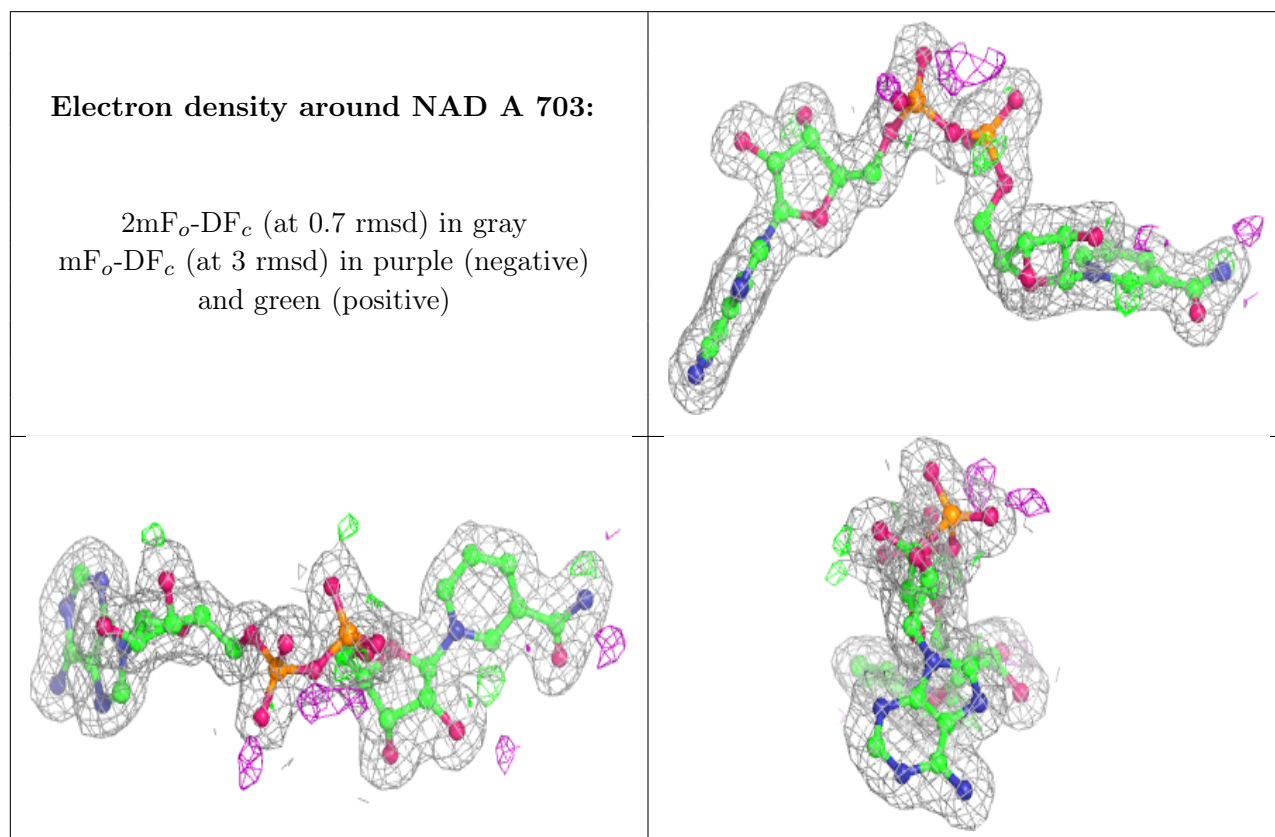 Electron density around NAD A 703:
2mFo-DFc (at 0.7 rmsd) in gray
mFo-DFc (at 3 rmsd) in purple (negative)
and green (positive)